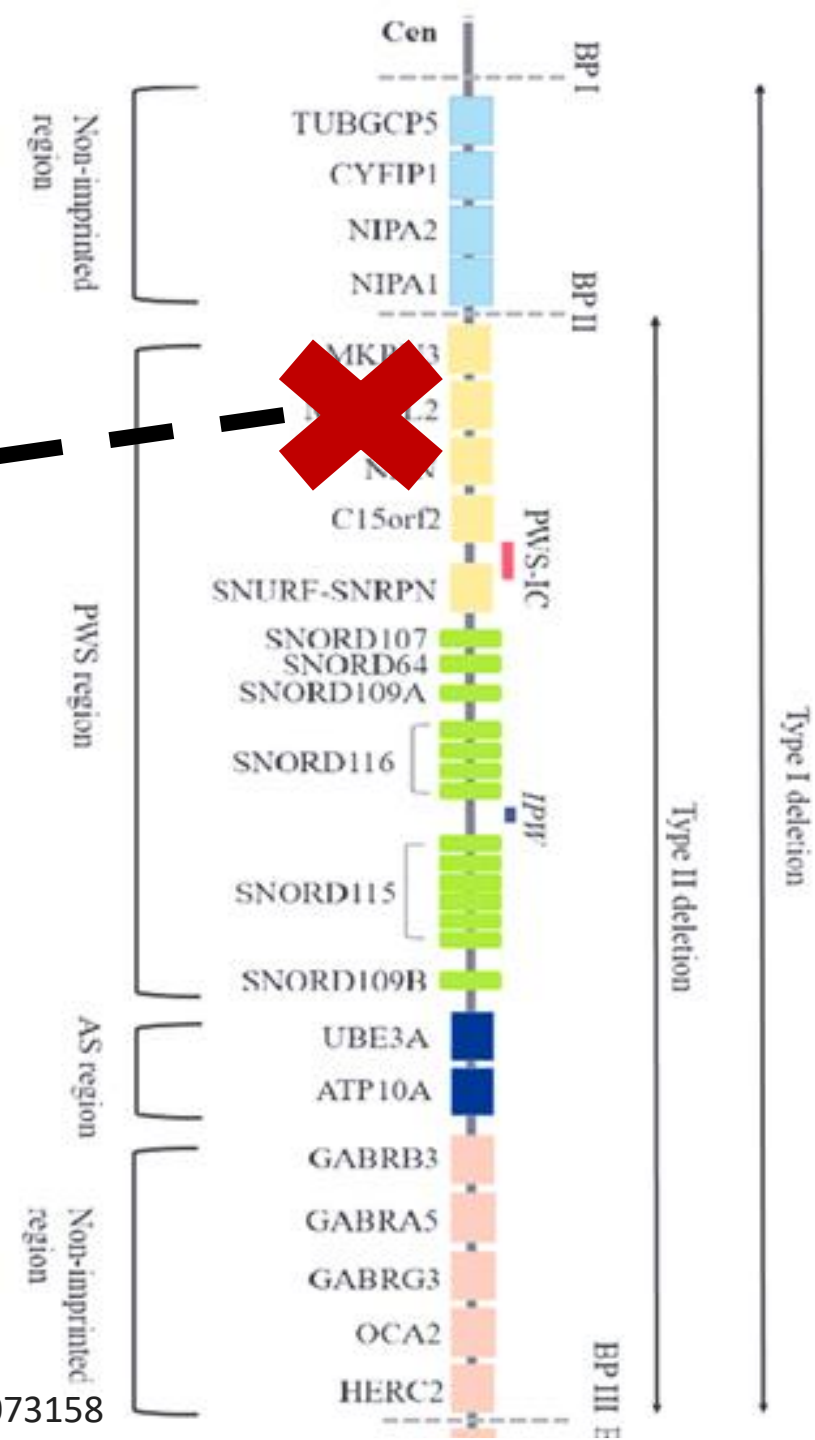 Cen
BP I
TUBGCP5
CYFIP1
NIPA2
NIPA1
Non-imprinted
region
BP II
C15orf2
PWS-IC
SNURF-SNRPN
SNORD107
SNORD64
SNORD109A
SNORD116
IPW
SNORD115
SNORD109B
PWS region
UBE3A
ATP10A
AS region
GABRB3
GABRA5
GABRG3
OCA2
HERC2
Non-imprinted
region
BP III
Type II deletion
Type I deletion
073158